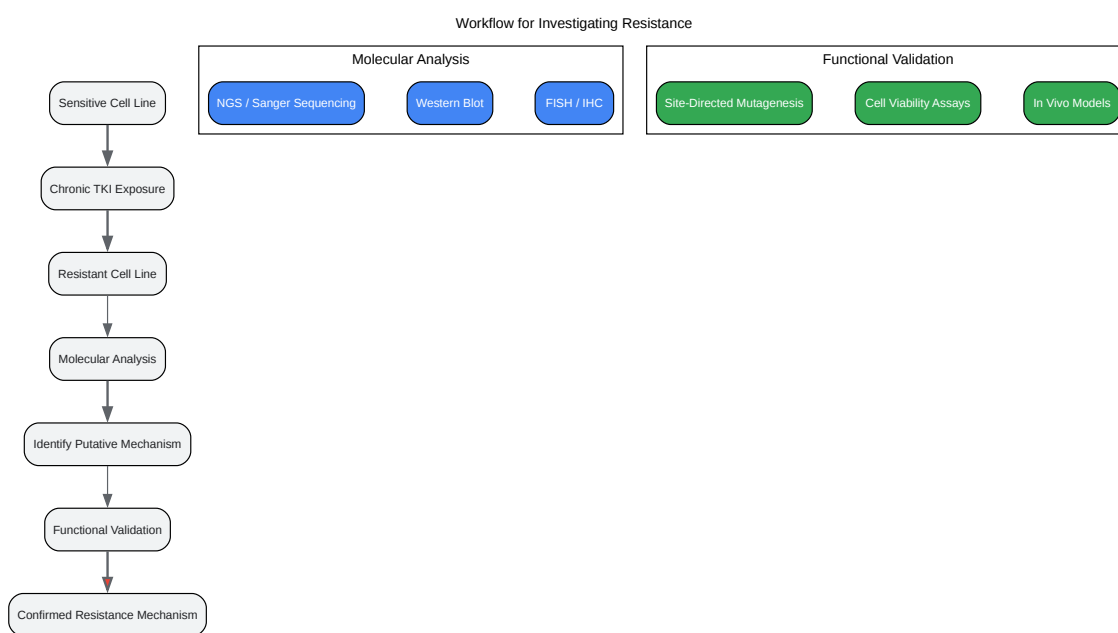 Workflow for Investigating Resistance
Molecular Analysis
Functional Validation
Sensitive Cell Line
NGS / Sanger Sequencing
Western Blot
FISH / IHC
Site-Directed Mutagenesis
Cell Viability Assays
In Vivo Models
Chronic TKI Exposure
Resistant Cell Line
Molecular Analysis
Identify Putative Mechanism
Functional Validation
Confirmed Resistance Mechanism